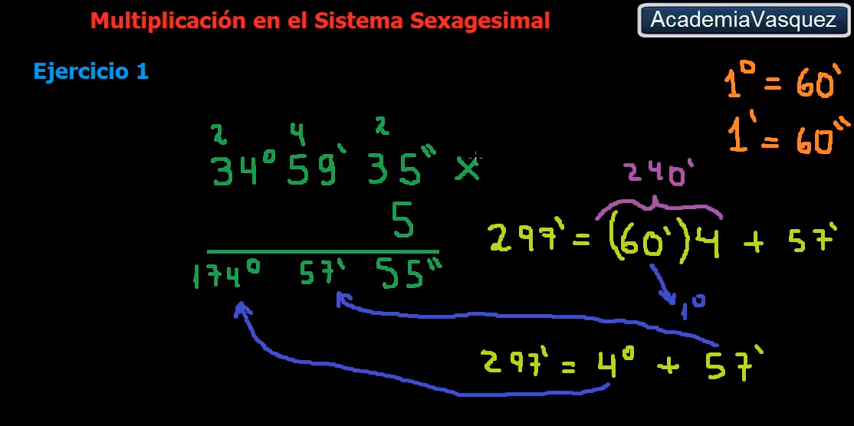 Multiplicación en el Sistema Sexagesimal
AcademiaVasquez
Ejercicio 1
1° = 60'
1' = 60"
2 4 2
34° 59' 35" x
5
174° 57' 55"
240'
297' = (60')4 + 57'
1°
297' = 4° + 57'